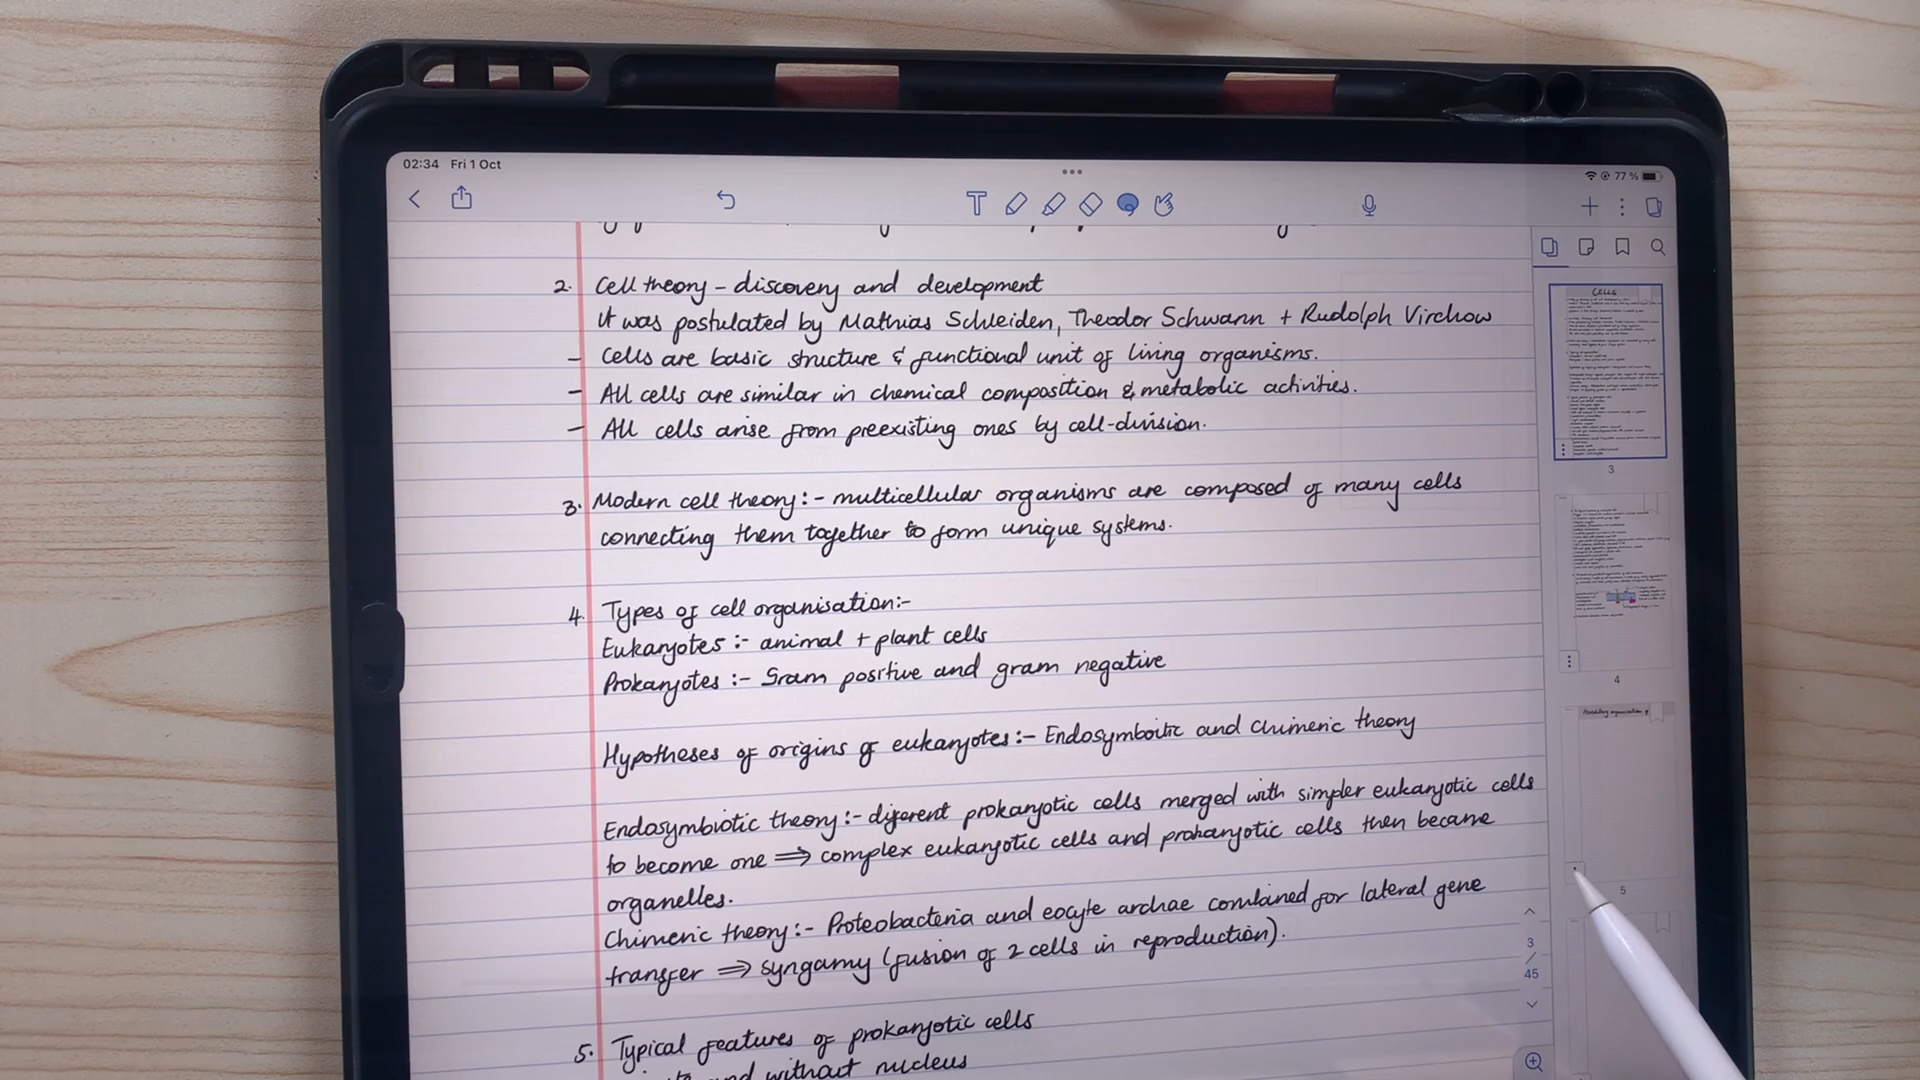 02:34 Fri 1 Oct
77 %
2. Cell theory – discovery and development
It was postulated by Mathias Schleiden, Theodor Schwann + Rudolph Virchow
– Cells are basic structure & functional unit of living organisms.
– All cells are similar in chemical composition & metabolic activities.
– All cells arise from preexisting ones by cell-division.
3. Modern cell theory:- multicellular organisms are composed of many cells
connecting them together to form unique systems.
4. Types of cell organisation:-
Eukaryotes :- animal + plant cells
Prokaryotes :- Gram positive and gram negative
Hypotheses of origins of eukaryotes:- Endosymboitic and Chimeric theory
Endosymbiotic theory:- different prokaryotic cells merged with simpler eukaryotic cells
to become one ⟹ complex eukaryotic cells and prokaryotic cells then became
organelles.
Chimeric theory:- Proteobacteria and eocyte archae combined for lateral gene
transfer ⟹ syngamy (fusion of 2 cells in reproduction).
5. Typical features of prokaryotic cells
and without nucleus
3
/
45
Cells
3
4
5